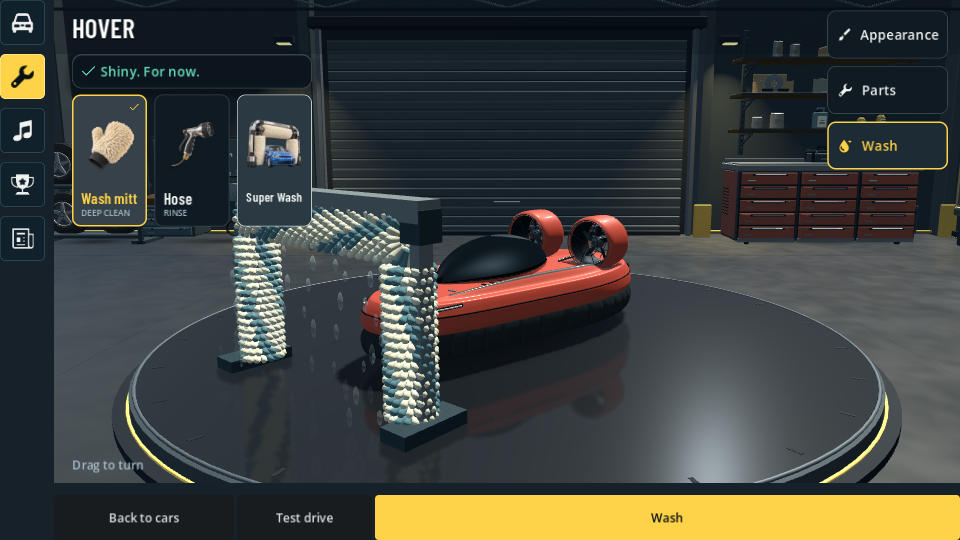 HOVER
Shiny. For now.
Wash mitt
DEEP CLEAN
Hose
RINSE
Super Wash
Appearance
Parts
Wash
Drag to turn
Back to cars
Test drive
Wash